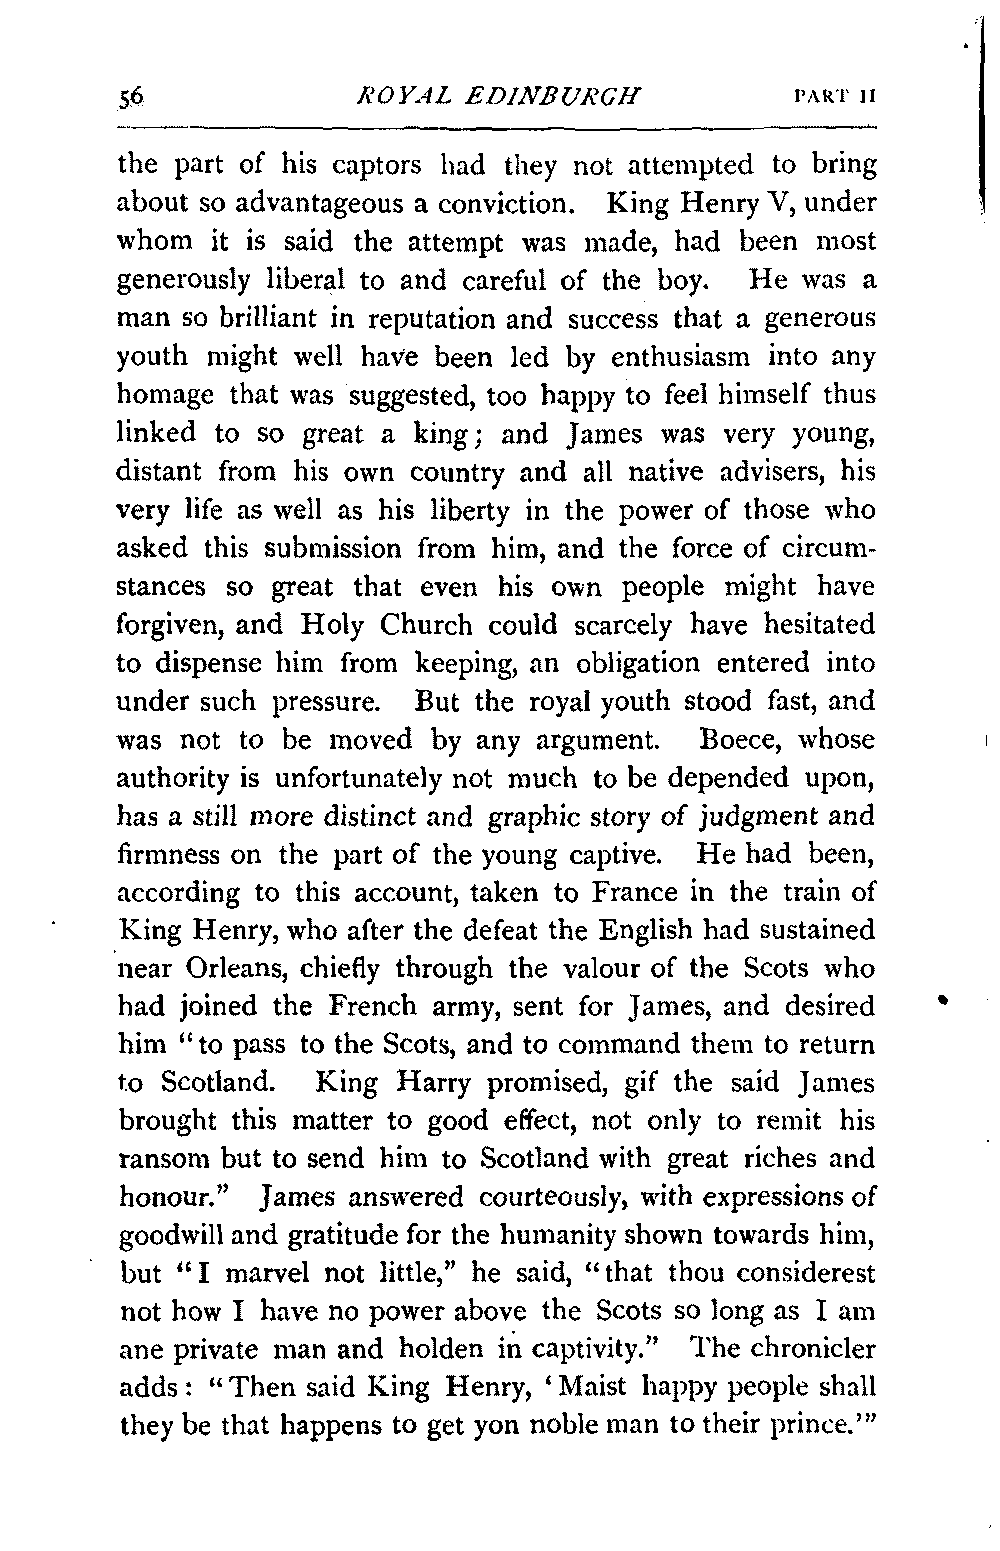 56 ROYAL EDINBURGH PART II
the part of his captors had they not attempted to bring
about so advantageous a conviction. King Henry V, under
whom it is said the attempt was made, had been most
generously liberal to and careful of the boy. He was a
man so brilliant in reputation and success that a generous
youth might well have been led by enthusiasm into any
homage that was suggested, too happy to feel himself thus
linked to so great a king; and James was very young,
distant from his own country and all native advisers, his
very life as well as his liberty in the power of those who
asked this submission from him, and the force of circum-
stances so great that even his own people might have
forgiven, and Holy Church could scarcely have hesitated
to dispense him from keeping, an obligation entered into
under such pressure. But the royal youth stood fast, and
was not to be moved by any argument. Boece, whose
authority is unfortunately not much to be depended upon,
has a still more distinct and graphic story of judgment and
firmness on the part of the young captive. He had been,
according to this account, taken to France in the train of
King Henry, who after the defeat the English had sustained
near Orleans, chiefly through the valour of the Scots who
had joined the French army, sent for James, and desired
him "to pass to the Scots, and to command them to return
to Scotland. King Harry promised, gif the said James
brought this matter to good effect, not only to remit his
ransom but to send him to Scotland with great riches and
honour." James answered courteously, with expressions of
goodwill and gratitude for the humanity shown towards him,
but "I marvel not little," he said, "that thou considerest
not how I have no power above the Scots so long as I am
ane private man and holden in captivity." The chronicler
adds: "Then said King Henry, 'Maist happy people shall
they be that happens to get yon noble man to their prince.'"